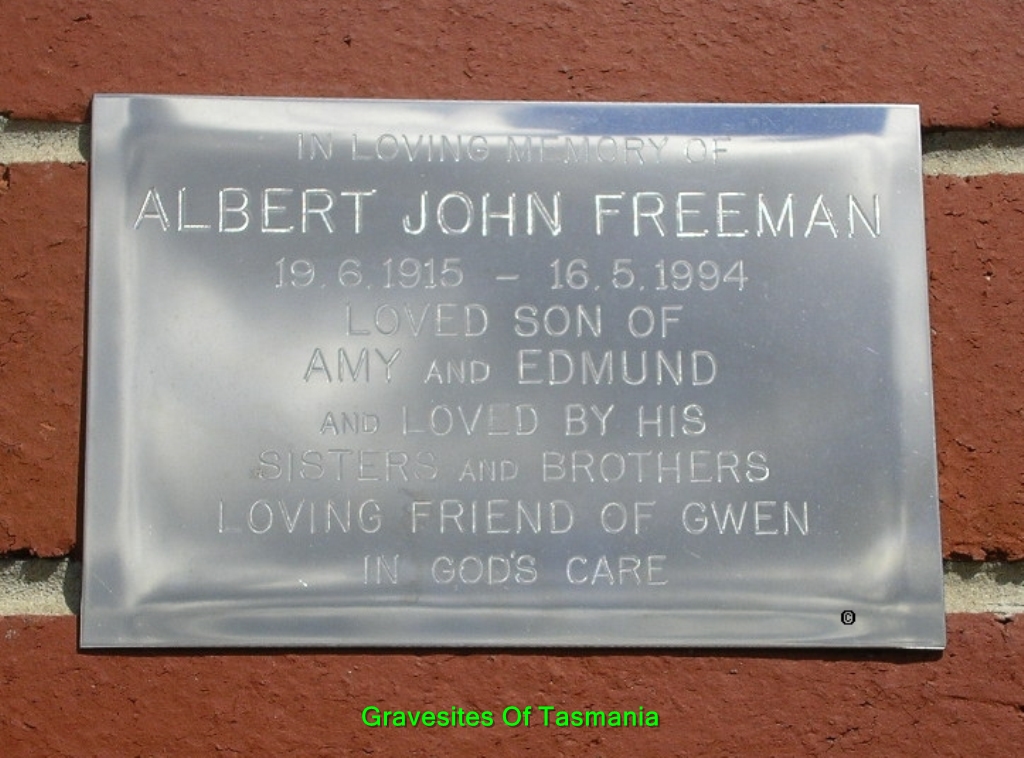 IN LOVING MEMORY OF
ALBERT JOHN FREEMAN
19.6.1915 – 16.5.1994
LOVED SON OF
AMY AND EDMUND
AND LOVED BY HIS
SISTERS AND BROTHERS
LOVING FRIEND OF GWEN
IN GOD'S CARE
©
Gravesites Of Tasmania